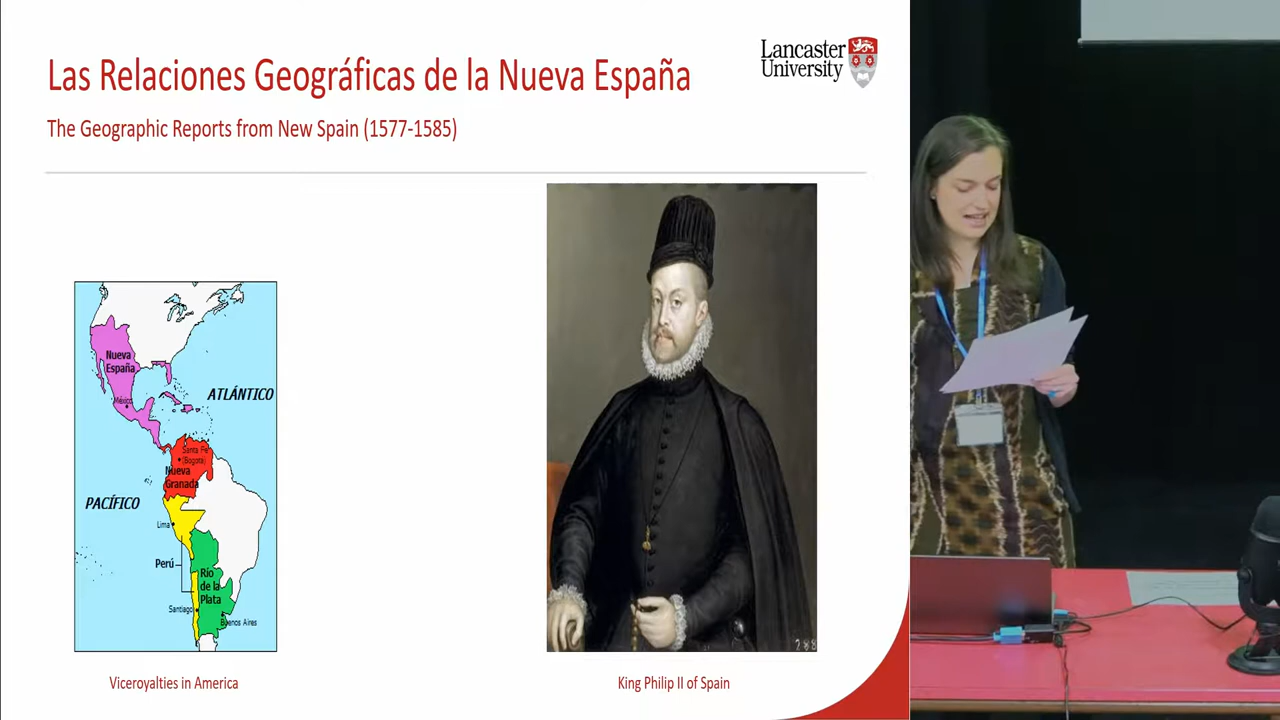 Las Relaciones Geográficas de la Nueva España
The Geographic Reports from New Spain (1577-1585)
Lancaster
University
Nueva
España
México
ATLÁNTICO
Santa Fe
(Bogotá)
Nueva
Granada
PACÍFICO
Lima
Perú
Río
de la
Plata
Santiago
Buenos Aires
288
Viceroyalties in America
King Philip II of Spain